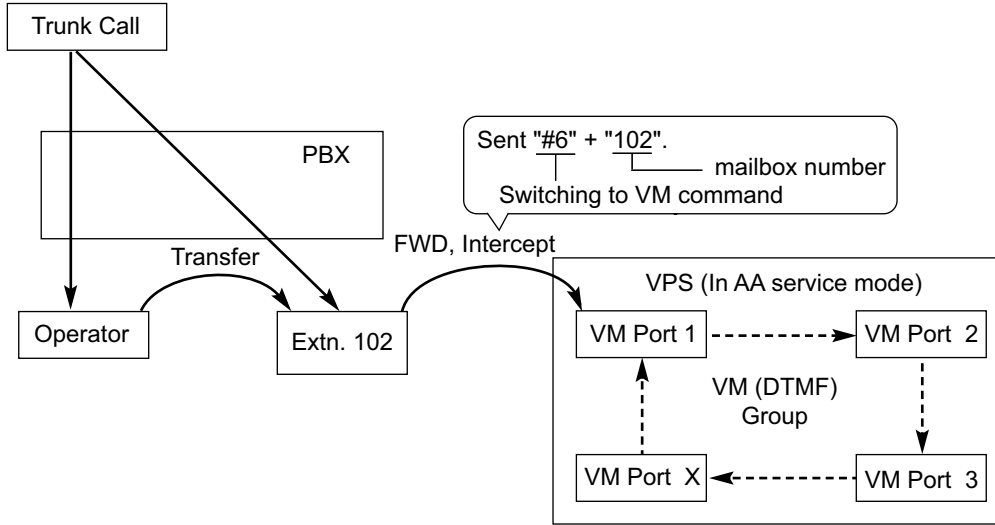 Trunk Call
PBX
Sent "#6" + "102".
mailbox number
Switching to VM command
FWD, Intercept
Transfer
Operator
Extn. 102
VPS (In AA service mode)
VM Port 1
VM Port 2
VM (DTMF)
Group
VM Port X
VM Port 3